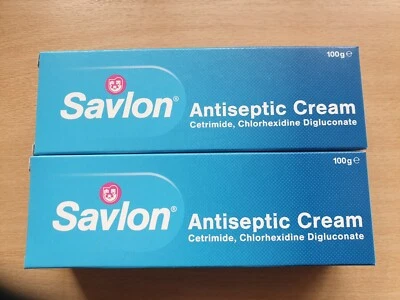 100g℮
Savlon®
Antiseptic Cream
Cetrimide, Chlorhexidine Digluconate
100g℮
Savlon®
Antiseptic Cream
Cetrimide, Chlorhexidine Digluconate